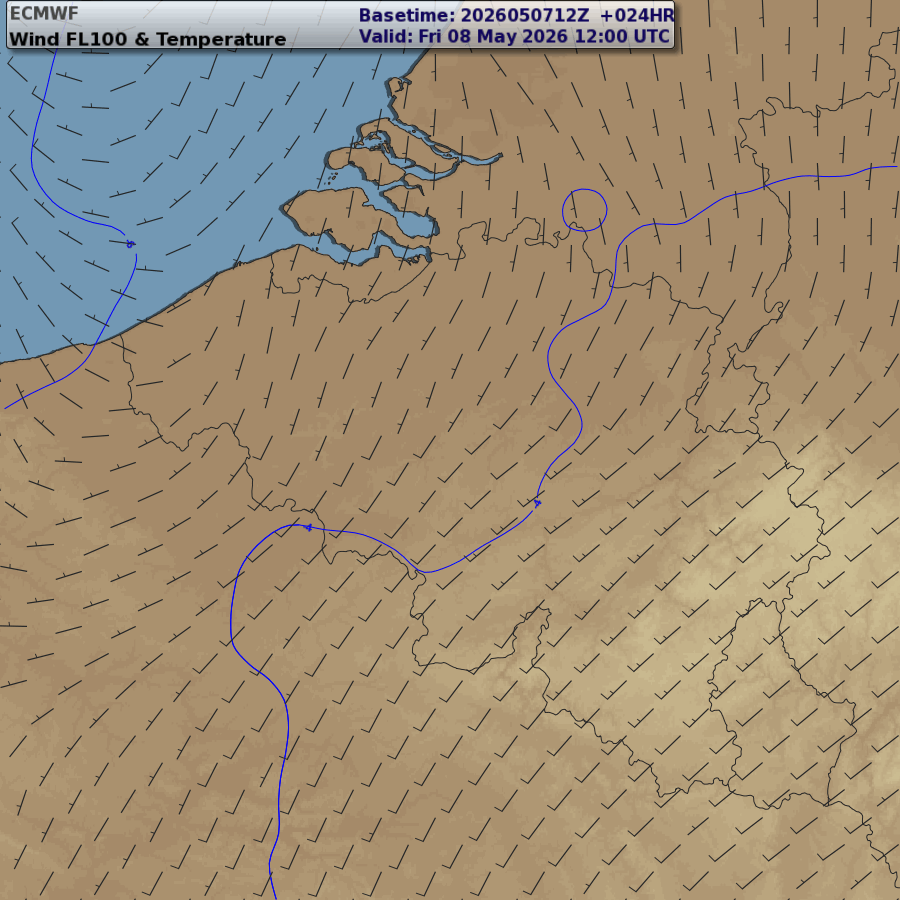 ECMWF
Basetime: 2026050712Z +024HR
Wind FL100 & Temperature
Valid: Fri 08 May 2026 12:00 UTC